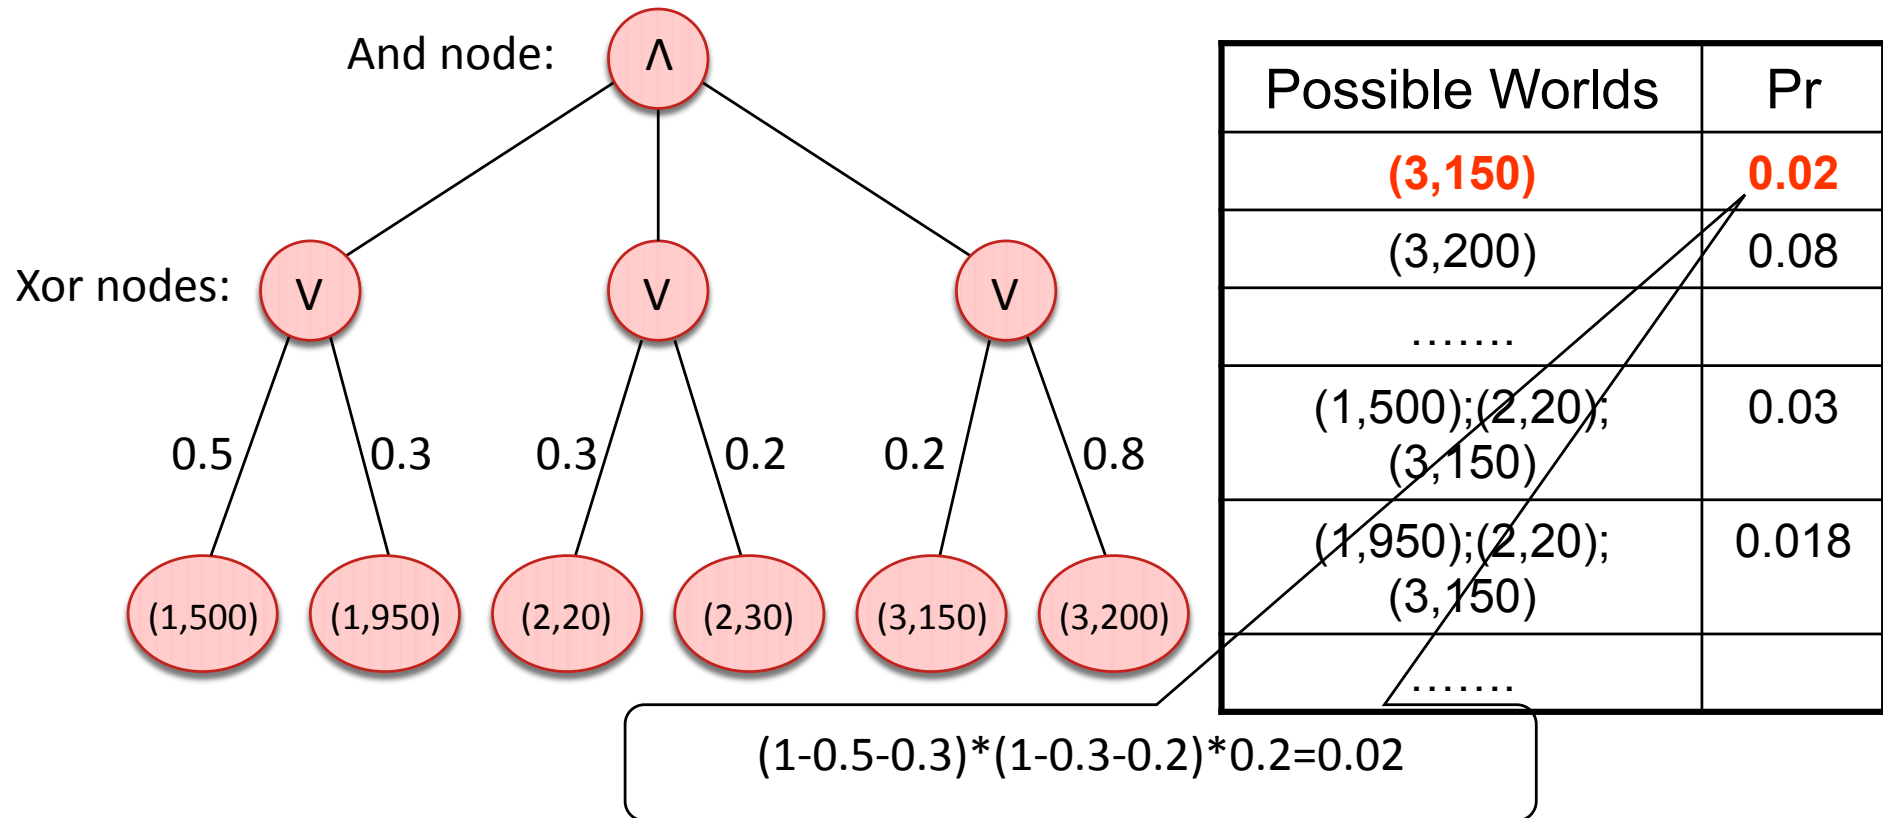 And node:
Λ
Xor nodes:
V V V
0.5 0.3 0.3 0.2 0.2 0.8
(1,500) (1,950) (2,20) (2,30) (3,150) (3,200)
Possible Worlds Pr
(3,150) 0.02
(3,200) 0.08
.......
(1,500);(2,20); 0.03
(3,150)
(1,950);(2,20); 0.018
(3,150)
.......
(1-0.5-0.3)*(1-0.3-0.2)*0.2=0.02